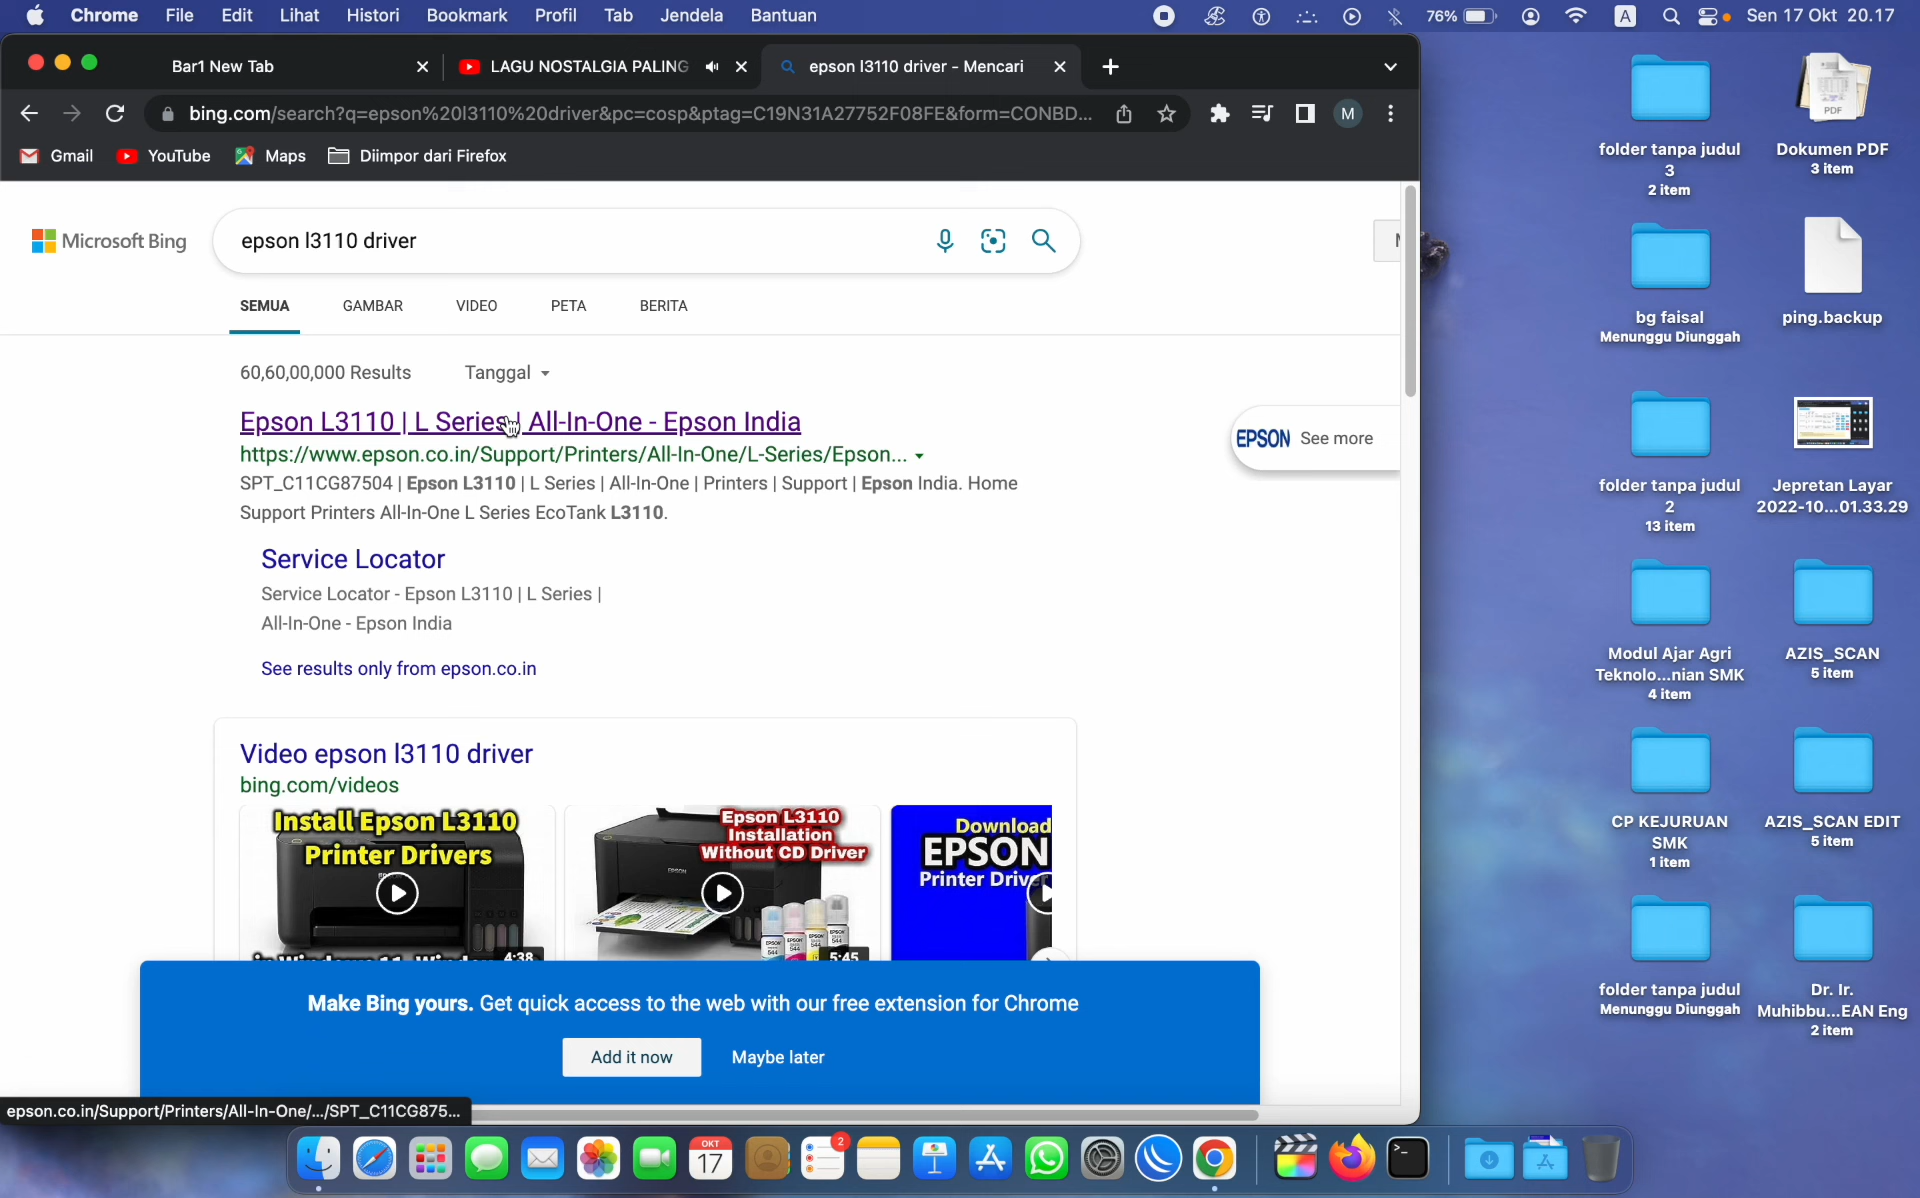 Chrome File Edit Lihat Histori Bookmark Profil Tab Jendela Bantuan 76% A Sen 17 Okt 20.17
Bar1 New Tab LAGU NOSTALGIA PALING epson l3110 driver - Mencari
bing.com/search?q=epson%20l3110%20driver&pc=cosp&ptag=C19N31A27752F08FE&form=CONBD... M
Gmail YouTube Maps Diimpor dari Firefox
Microsoft Bing epson l3110 driver
SEMUA GAMBAR VIDEO PETA BERITA
60,60,00,000 Results Tanggal
Epson L3110 | L Series | All-In-One - Epson India
https://www.epson.co.in/Support/Printers/All-In-One/L-Series/Epson...
SPT_C11CG87504 | Epson L3110 | L Series | All-In-One | Printers | Support | Epson India. Home
Support Printers All-In-One L Series EcoTank L3110.
EPSON See more
Service Locator
Service Locator - Epson L3110 | L Series |
All-In-One - Epson India
See results only from epson.co.in
Video epson l3110 driver
bing.com/videos
Install Epson L3110
Printer Drivers
4:38
Epson L3110
Installation
Without CD Driver
5:45
Download
EPSON
Printer Drive
Make Bing yours. Get quick access to the web with our free extension for Chrome
Add it now Maybe later
epson.co.in/Support/Printers/All-In-One/.../SPT_C11CG875...
folder tanpa judul
3
2 item
PDF
Dokumen PDF
3 item
bg faisal
Menunggu Diunggah
ping.backup
folder tanpa judul
2
13 item
Jepretan Layar
2022-10...01.33.29
Modul Ajar Agri
Teknolo...nian SMK
4 item
AZIS_SCAN
5 item
CP KEJURUAN
SMK
1 item
AZIS_SCAN EDIT
5 item
folder tanpa judul
Menunggu Diunggah
Dr. Ir.
Muhibbu...EAN Eng
2 item
OKT
17
2